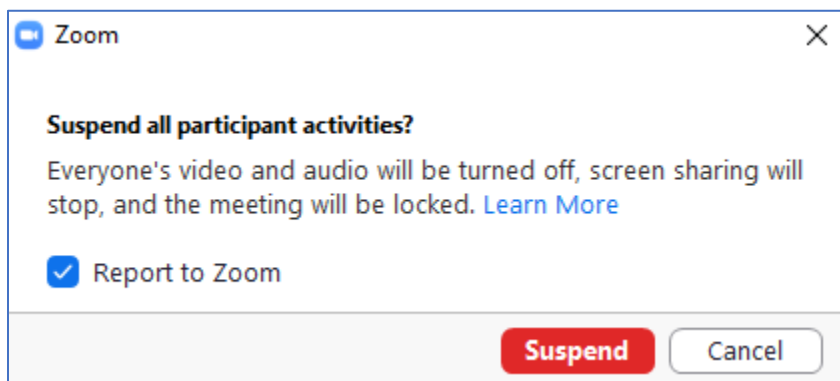 Zoom
Suspend all participant activities?
Everyone's video and audio will be turned off, screen sharing will
stop, and the meeting will be locked. Learn More
Report to Zoom
Suspend Cancel